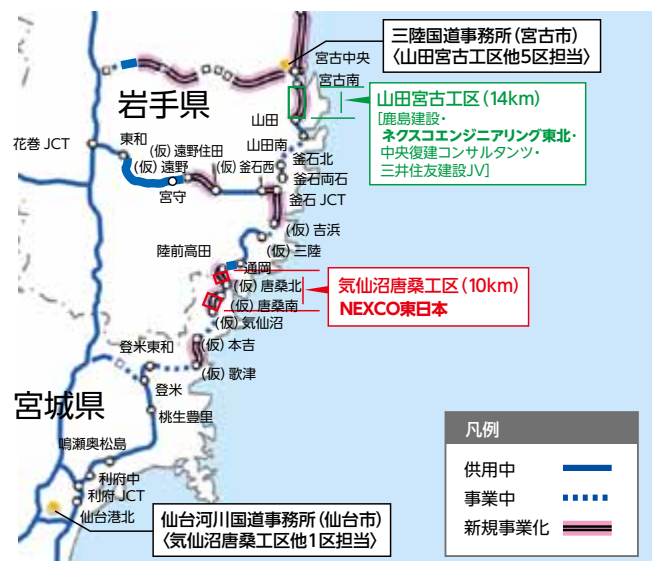 三陸国道事務所(宮古市)
〈山田宮古工区他5区担当〉
宮古中央
宮古南
山田宮古工区(14km)
[鹿島建設・
ネクスコエンジニアリング東北・
中央復建コンサルタンツ・
三井住友建設JV]
岩手県
山田
山田南
花巻 JCT
東和
(仮)遠野住田
(仮)遠野
(仮)釜石西
宮守
釜石北
釜石両石
釜石 JCT
(仮)吉浜
(仮)三陸
陸前高田
通岡
(仮)唐桑北
(仮)唐桑南
(仮)気仙沼
気仙沼唐桑工区(10km)
NEXCO東日本
(仮)本吉
登米東和
(仮)歌津
登米
宮城県
桃生豊里
鳴瀬奥松島
利府中
利府 JCT
仙台港北
仙台河川国道事務所(仙台市)
〈気仙沼唐桑工区他1区担当〉
凡例
供用中
事業中
新規事業化